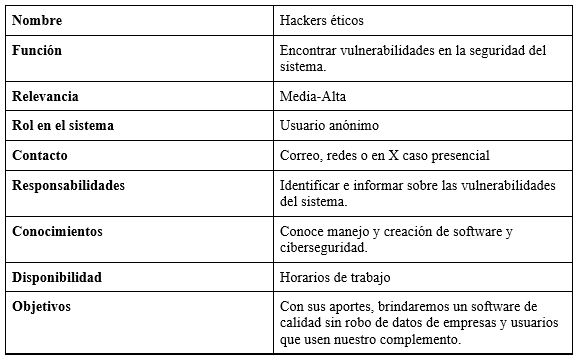 Nombre Hackers éticos
Función Encontrar vulnerabilidades en la seguridad del
sistema.
Relevancia Media-Alta
Rol en el sistema Usuario anónimo
Contacto Correo, redes o en X caso presencial
Responsabilidades Identificar e informar sobre las vulnerabilidades
del sistema.
Conocimientos Conoce manejo y creación de software y
ciberseguridad.
Disponibilidad Horarios de trabajo
Objetivos Con sus aportes, brindaremos un software de
calidad sin robo de datos de empresas y usuarios
que usen nuestro complemento.